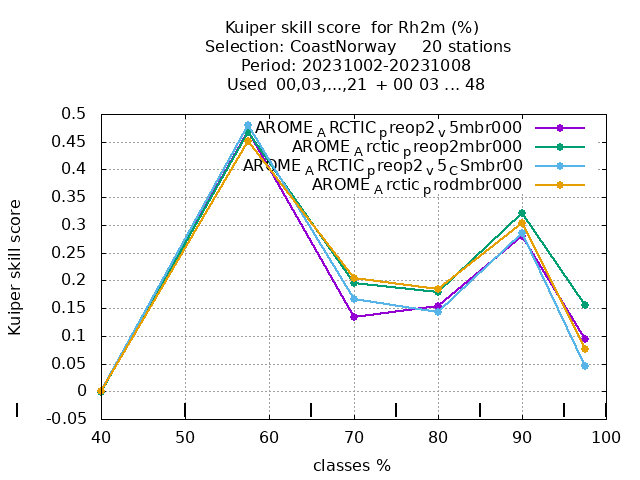 Kuiper skill score for Rh2m (%)
Selection: CoastNorway 20 stations
Period: 20231002-20231008
Used 00,03,...,21 + 00 03 ... 48
AROME_ARCTIC_preop2_v5mbr000
AROME_Arctic_preop2mbr000
AROME_ARCTIC_preop2_v5_CSmbr00
AROME_Arctic_prodmbr000
Kuiper skill score
0.5
0.45
0.4
0.35
0.3
0.25
0.2
0.15
0.1
0.05
0
-0.05
40 50 60 70 80 90 100
classes %